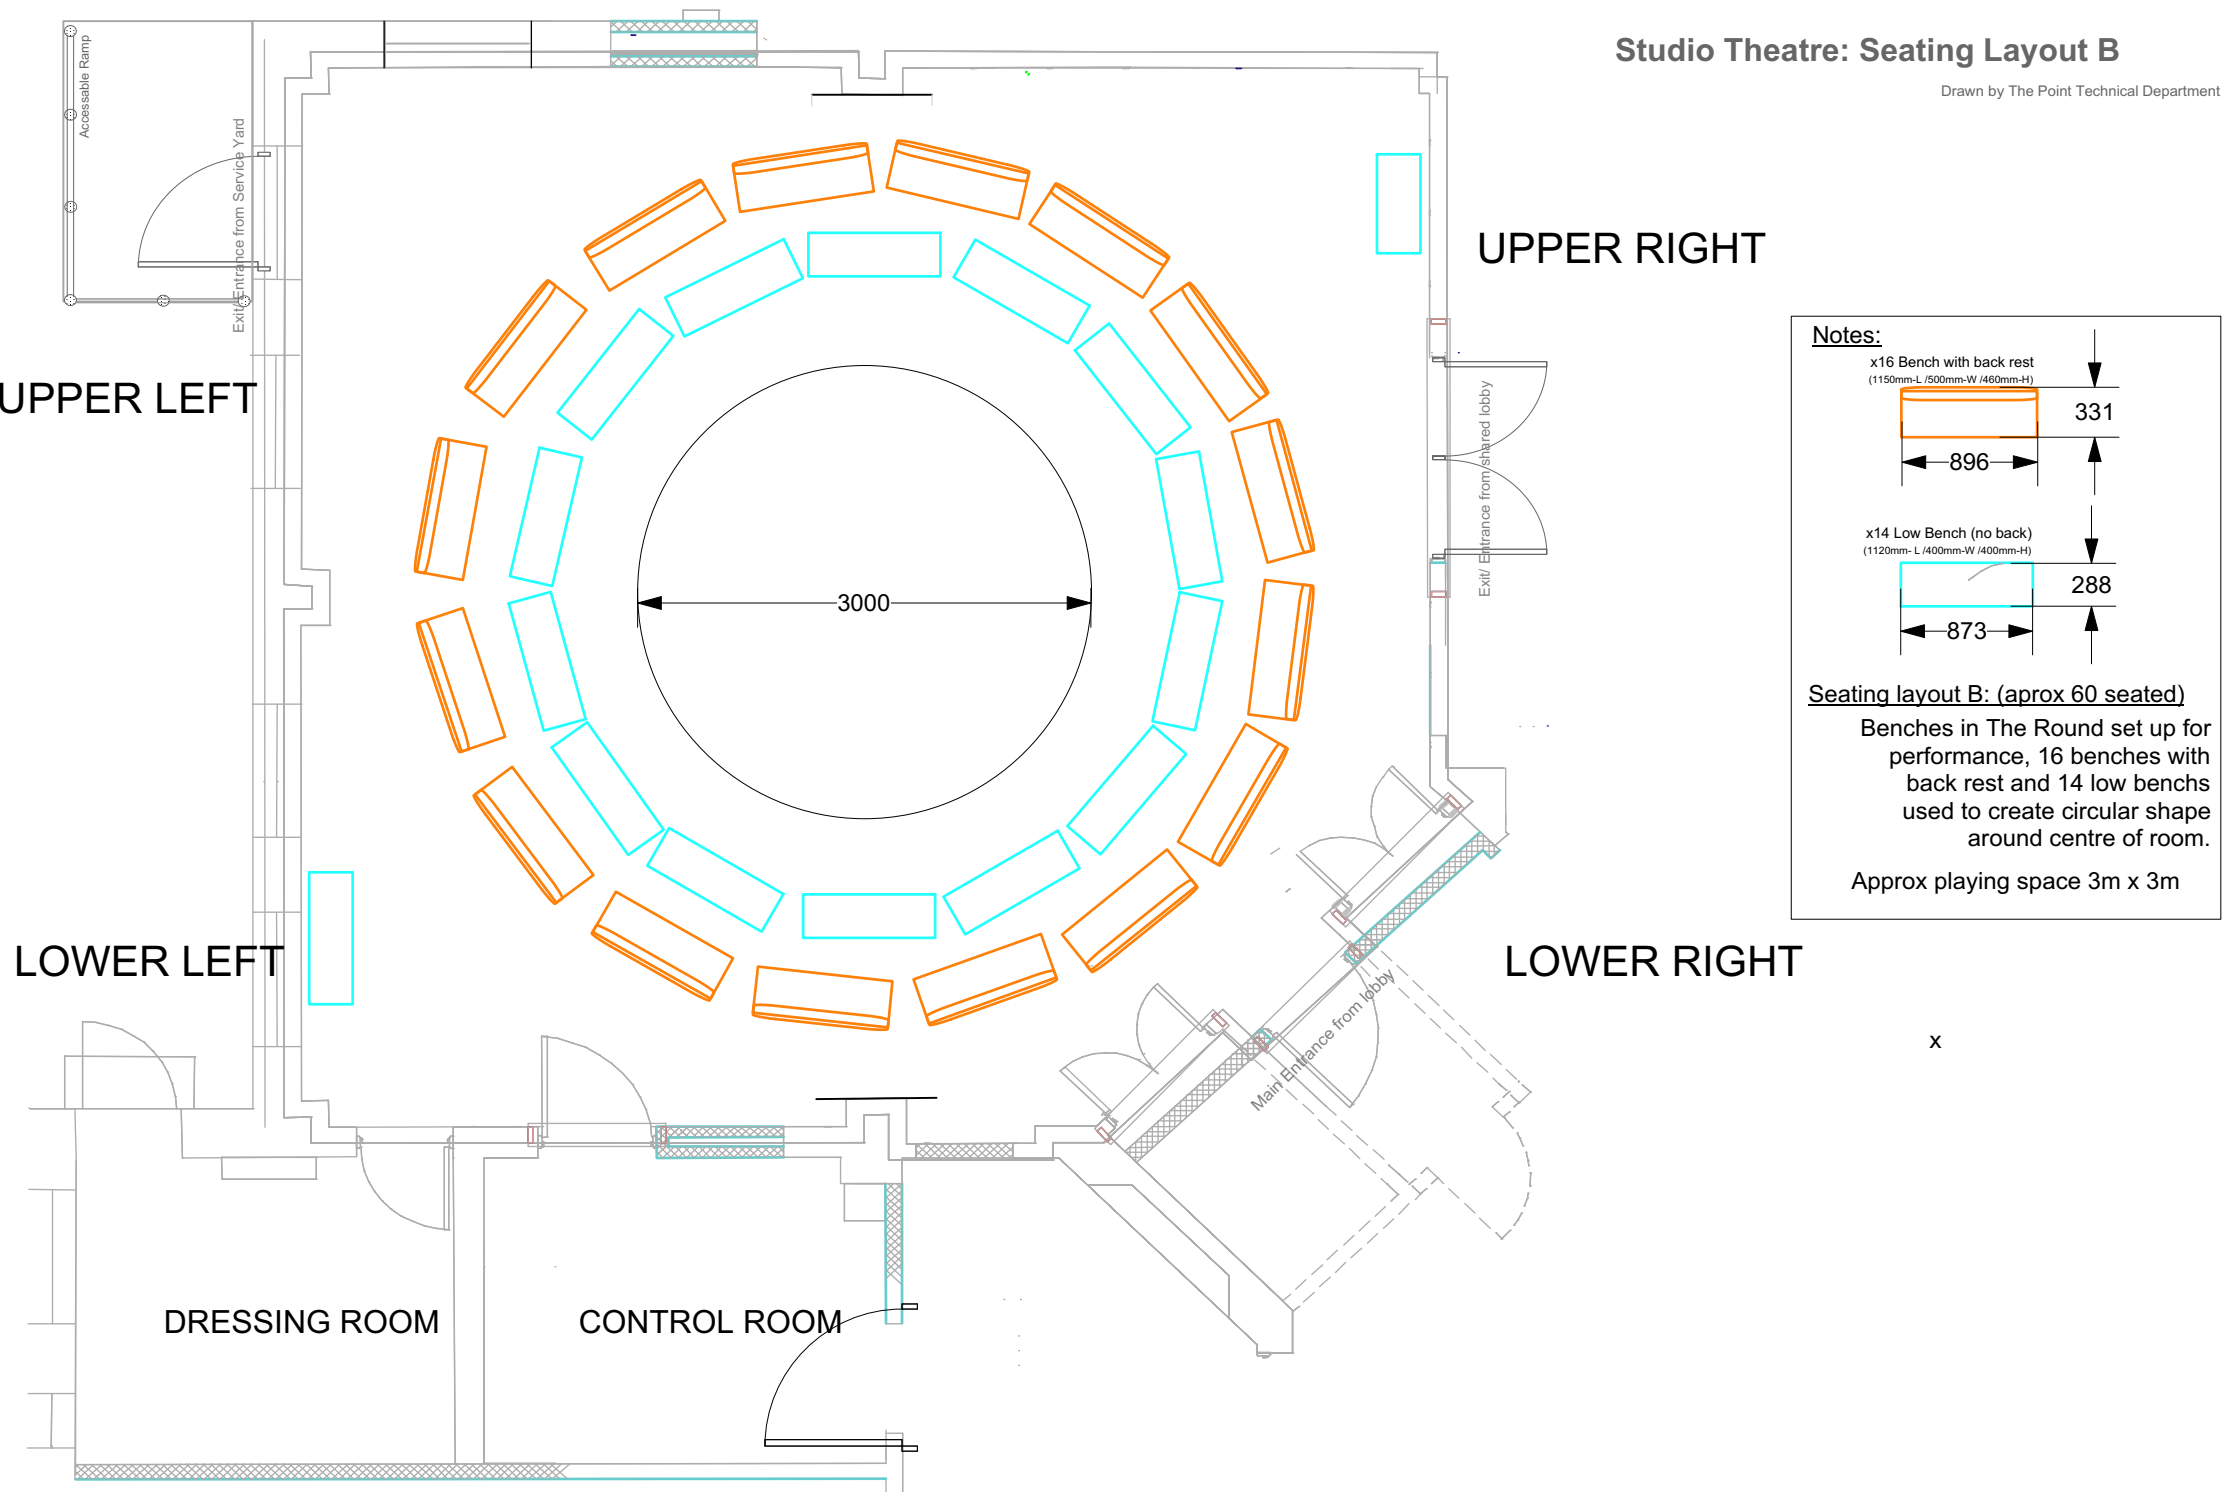 Studio Theatre: Seating Layout B
Drawn by The Point Technical Department
Accessable Ramp
Exit/ Entrance from Service Yard
UPPER LEFT
UPPER RIGHT
Exit/ Entrance from shared lobby
3000
Notes:
x16 Bench with back rest
(1150mm-L /500mm-W /460mm-H)
331
896
x14 Low Bench (no back)
(1120mm- L /400mm-W /400mm-H)
288
873
Seating layout B: (aprox 60 seated)
Benches in The Round set up for
performance, 16 benches with
back rest and 14 low benchs
used to create circular shape
around centre of room.
Approx playing space 3m x 3m
LOWER LEFT
LOWER RIGHT
Main Entrance from lobby
x
DRESSING ROOM
CONTROL ROOM